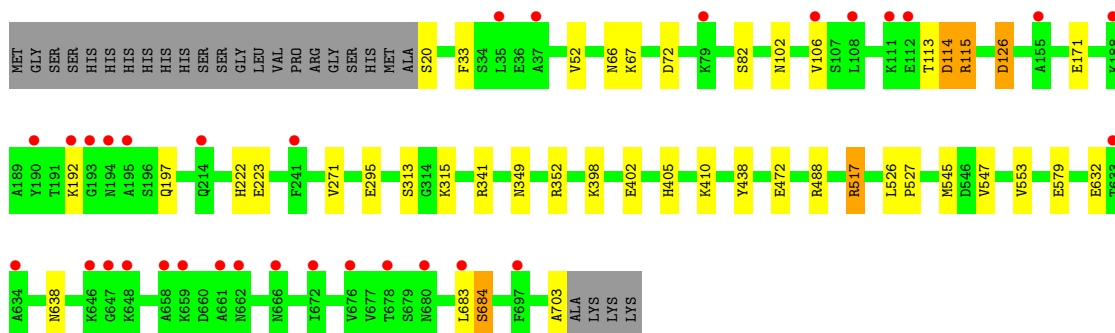 MET GLY SER SER HIS HIS HIS HIS HIS HIS SER SER GLY LEU VAL PRO ARG GLY SER HIS MET ALA S20 F33 S34 L35 E36 A37 V52 N66 K67 D72 K79 S82 N102 V106 S107 L108 K111 E112 T113 D114 R115 D126 A155 E171 K188
A189 Y190 T191 K192 G193 N194 A195 S196 Q197 Q214 H222 E223 F241 V271 E295 S313 G314 K315 R341 N349 R352 K398 E402 H405 K410 Y438 E472 R488 R517 L526 P527 M545 D546 V547 V553 E579 E632 T633
A634 N638 K646 G647 K648 A658 K659 D660 A661 N662 N666 I672 V676 V677 T678 S679 N680 L683 S684 F697 A703 ALA LYS LYS LYS